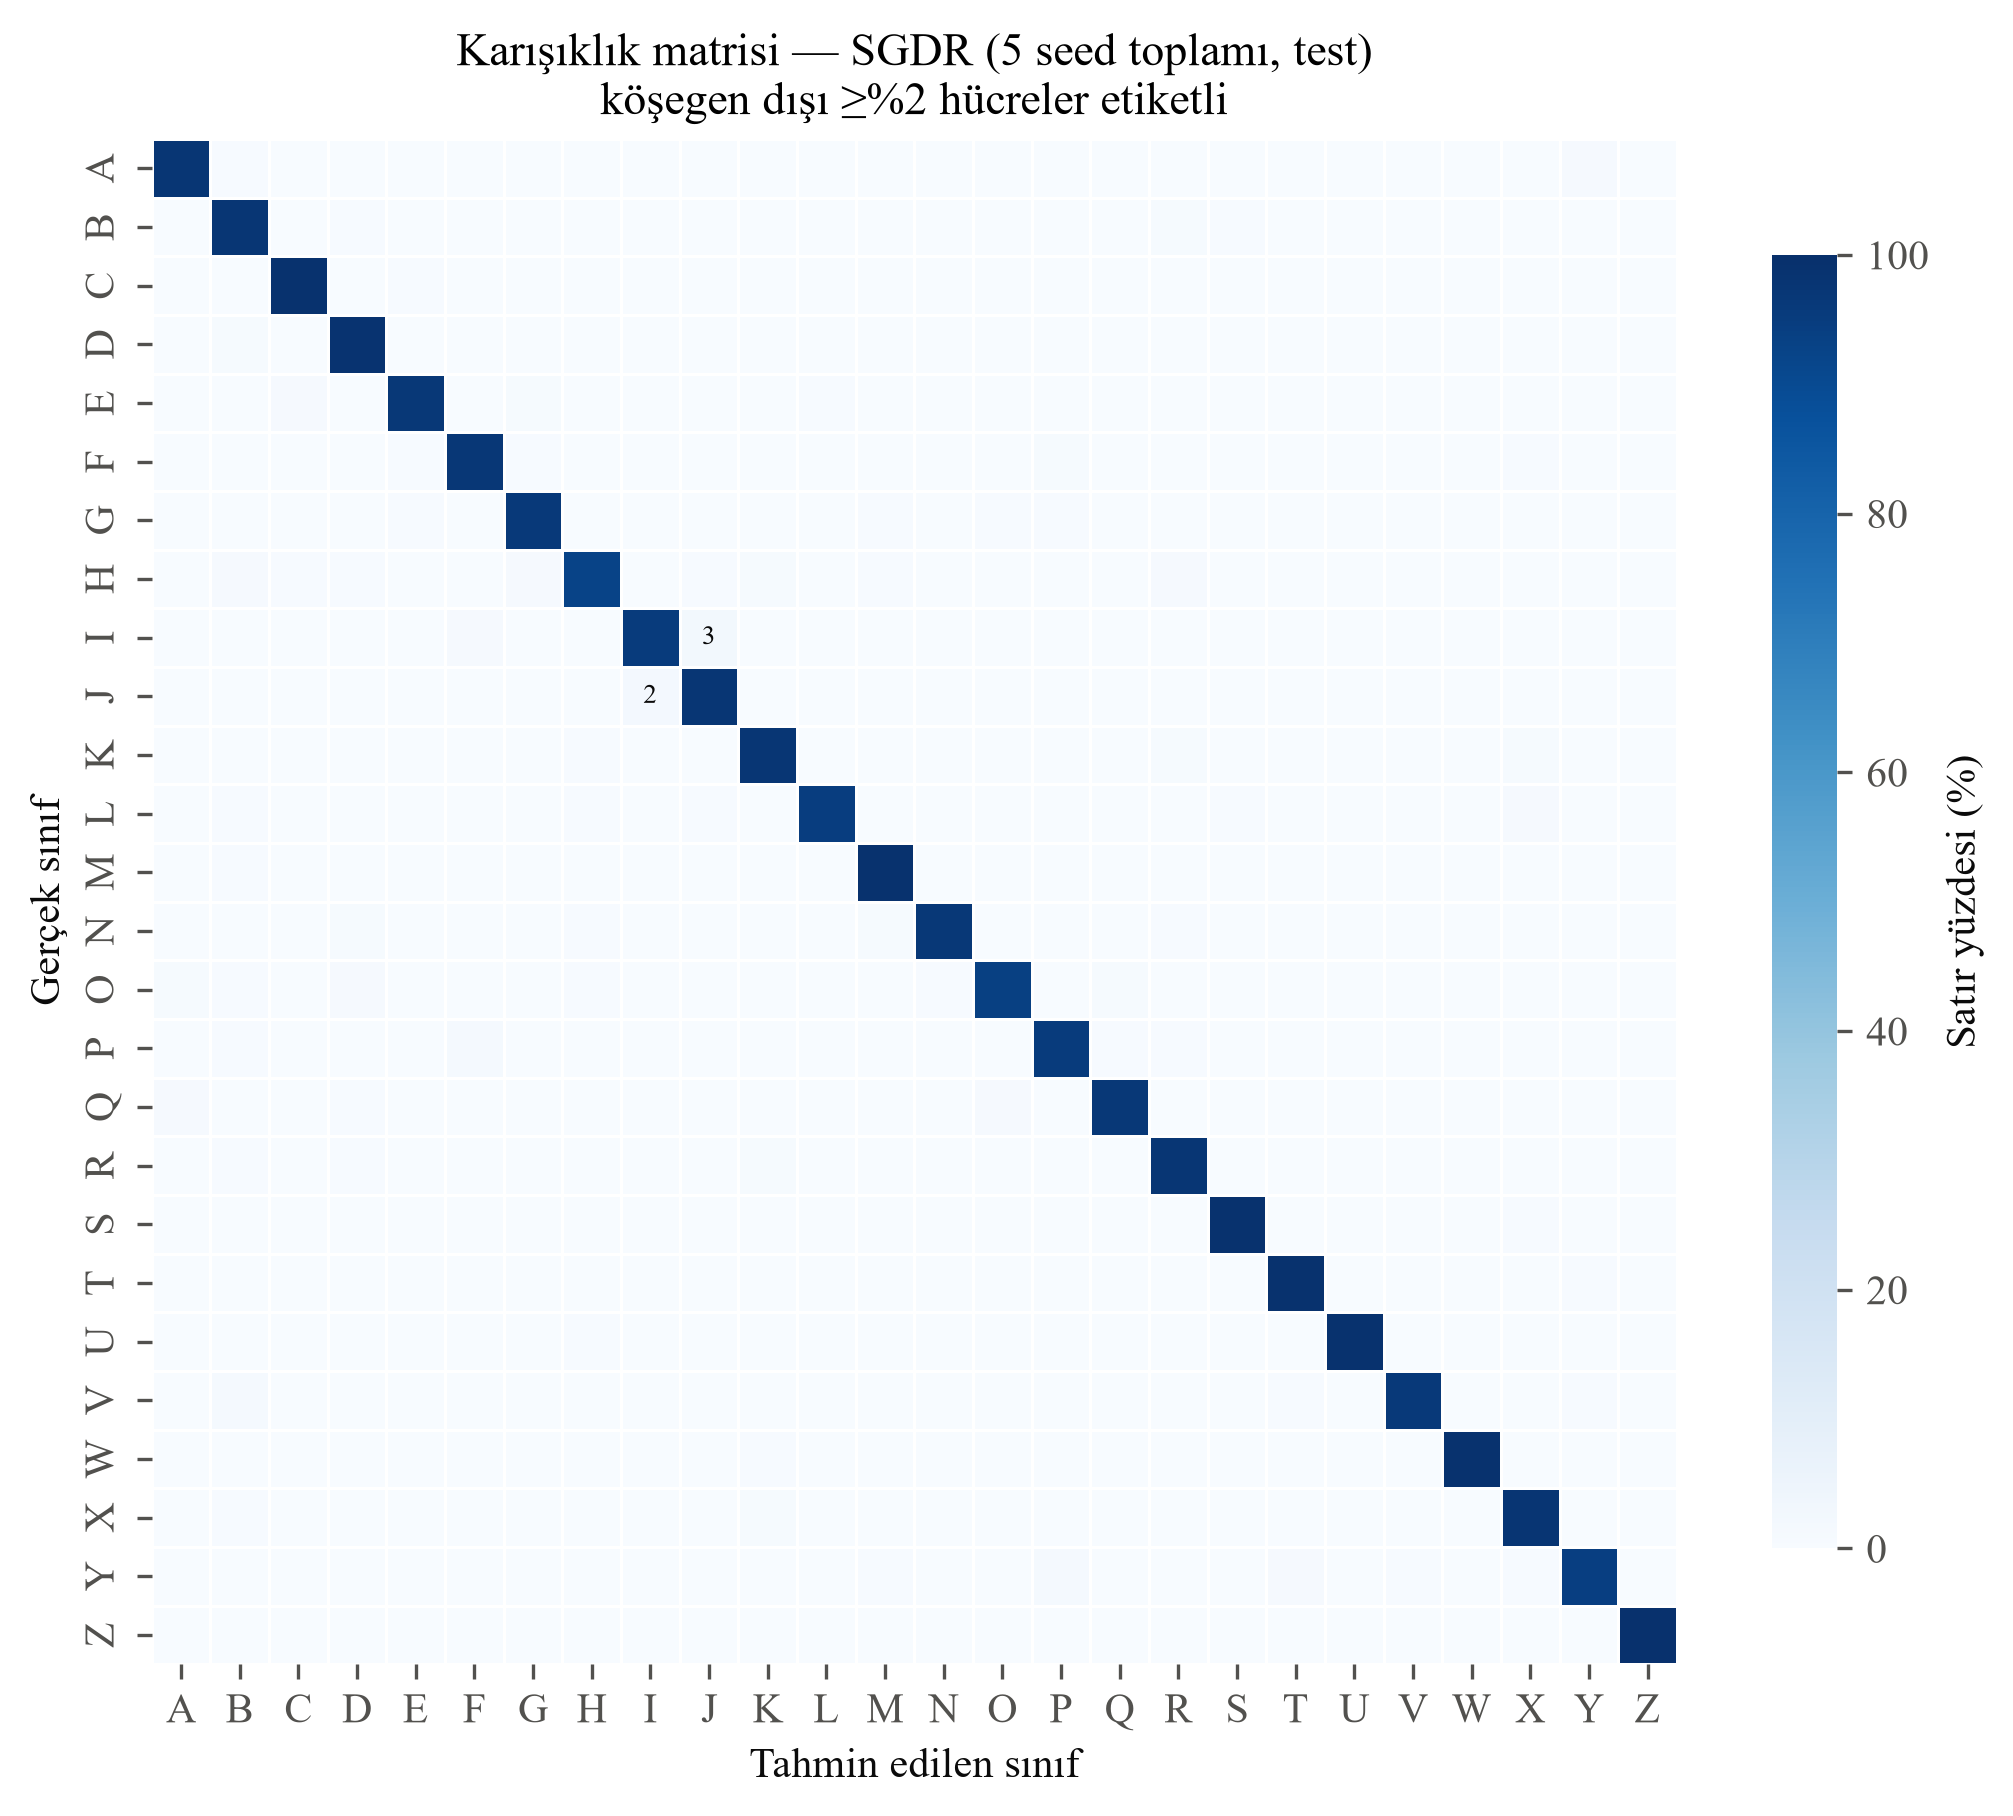 Karışıklık matrisi — SGDR (5 seed toplamı, test)
köşegen dışı ≥%2 hücreler etiketli
Gerçek sınıf
A
B
C
D
E
F
G
H
I
J
K
L
M
N
O
P
Q
R
S
T
U
V
W
X
Y
Z
3
2
A B C D E F G H I J K L M N O P Q R S T U V W X Y Z
Tahmin edilen sınıf
100
80
60
40
20
0
Satır yüzdesi (%)